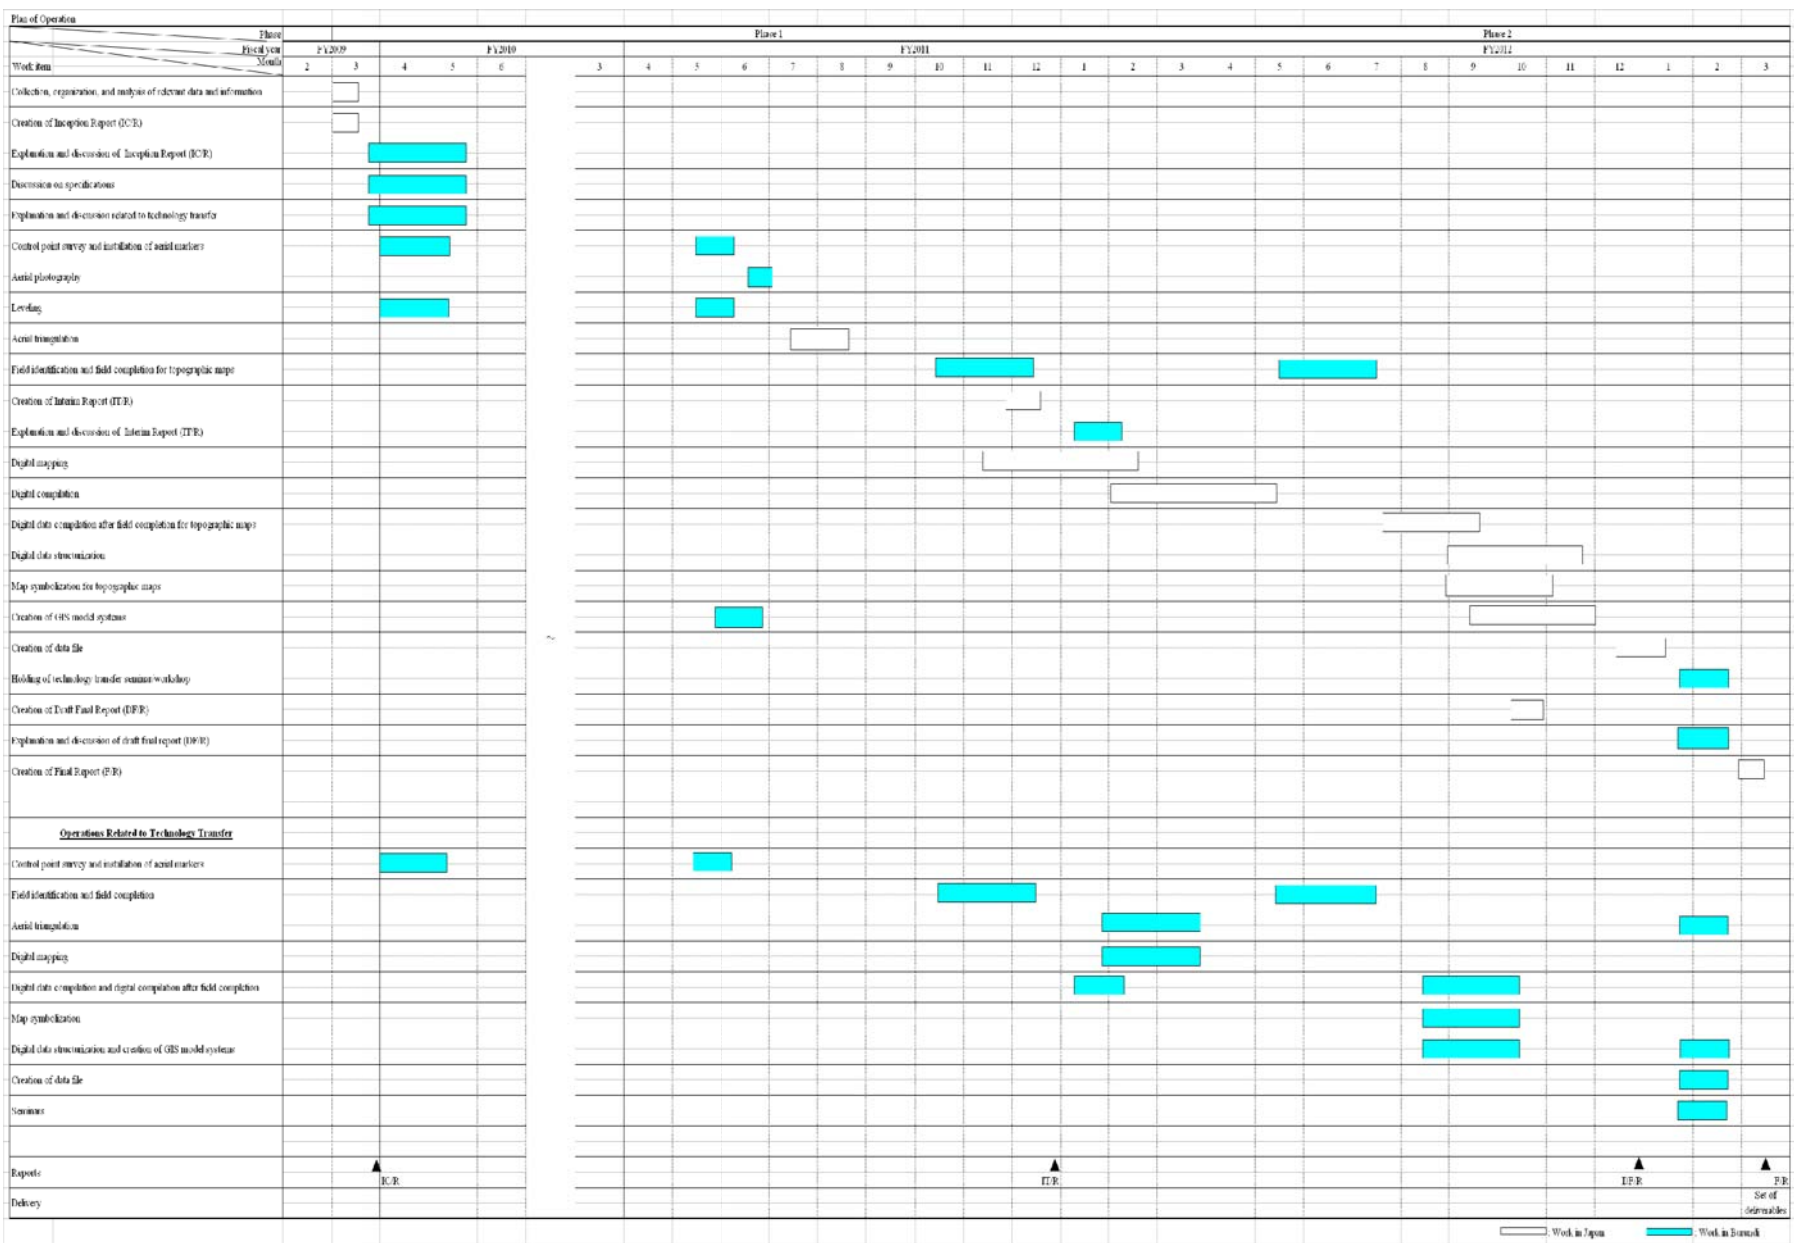 Plan of Operation
Phase Phase 1 Phase 2
Fiscal year FY2009 FY2010 FY2011 FY2012
Month
Work item 2 3 4 5 6 3 4 5 6 7 8 9 10 11 12 1 2 3 4 5 6 7 8 9 10 11 12 1 2 3
Collection, organization, and analysis of relevant data and information
Creation of Inception Report (IC/R)
Explanation and discussion of Inception Report (IC/R)
Discussion on specifications
Explanation and discussion related to technology transfer
Control point survey and installation of aerial markers
Aerial photography
Leveling
Aerial triangulation
Field identification and field completion for topographic maps
Creation of Interim Report (IT/R)
Explanation and discussion of Interim Report (IT/R)
Digital mapping
Digital compilation
Digital data compilation after field completion for topographic maps
Digital data structurization
Map symbolization for topographic maps
Creation of GIS model systems
~
Creation of data file
Holding of technology transfer seminar/workshop
Creation of Draft Final Report (DF/R)
Explanation and discussion of draft final report (DF/R)
Creation of Final Report (F/R)
Operations Related to Technology Transfer
Control point survey and installation of aerial markers
Field identification and field completion
Aerial triangulation
Digital mapping
Digital data compilation and digital compilation after field completion
Map symbolization
Digital data structurization and creation of GIS model systems
Creation of data file
Seminars
Reports
IC/R IT/R DF/R F/R
Delivery Set of
deliverables
: Work in Japan : Work in Burundi